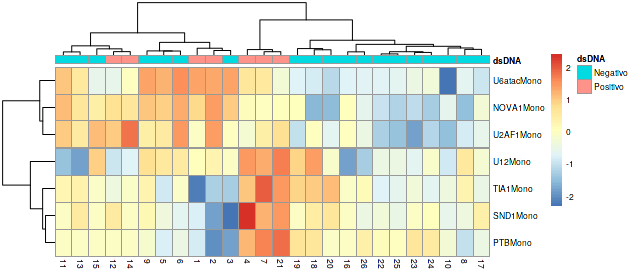 dsDNA
dsDNA
Negativo
Positivo
U6atacMono
NOVA1Mono
U2AF1Mono
U12Mono
TIA1Mono
SND1Mono
PTBMono
2
1
0
-1
-2
11 13 15 12 14 9 5 6 1 2 3 4 7 21 19 18 20 16 26 22 25 23 24 10 8 17